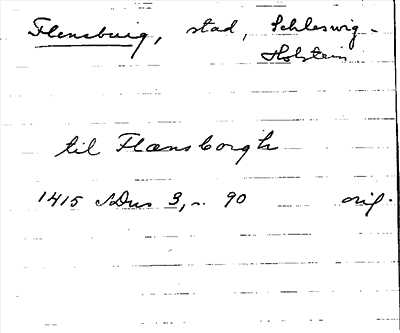 Flensburg, stad, Schleswig-
Holstein
til Flænsborgh
1415 SDns 3, s. 90 orig.